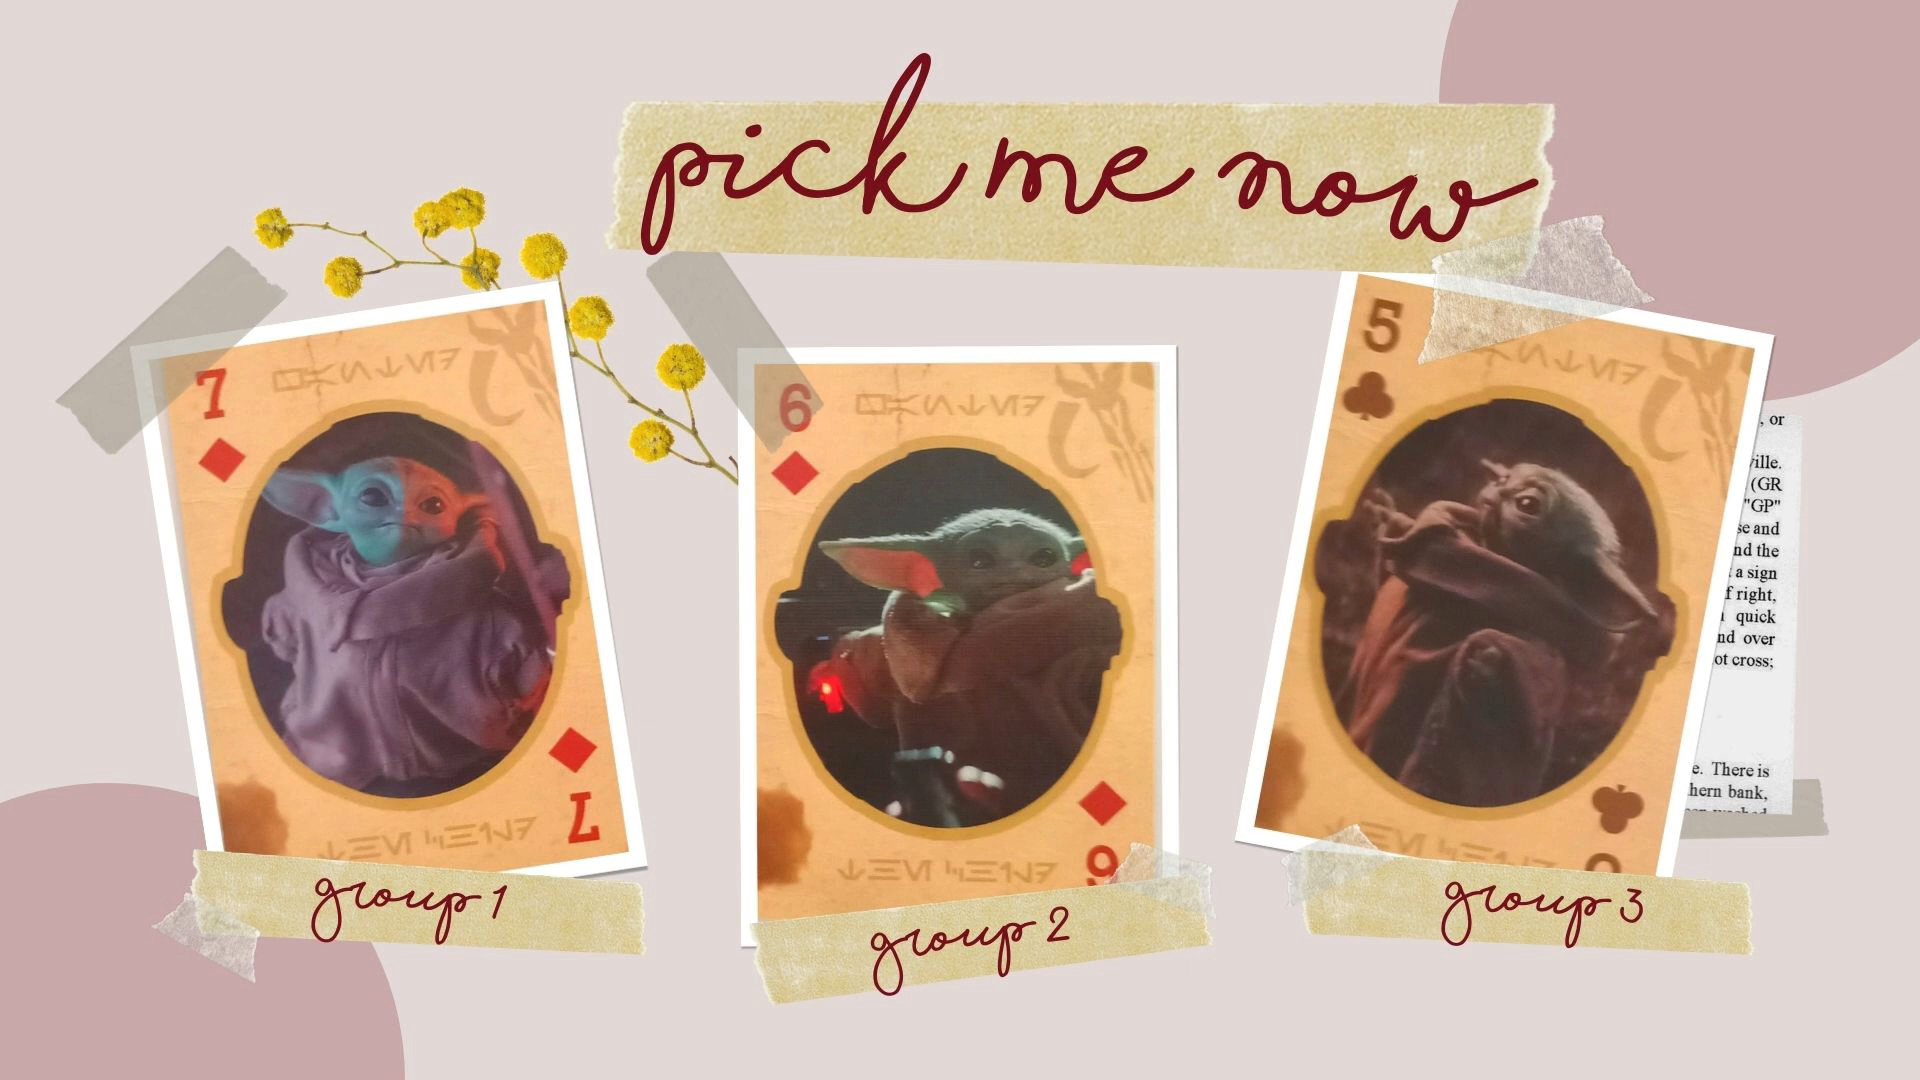 pick me now
7
6
5
7
6
group 1
group 2
group 3
, or
ville.
(GR
"GP"
se and
nd the
a sign
f right,
quick
nd over
ot cross;
e. There is
hern bank,